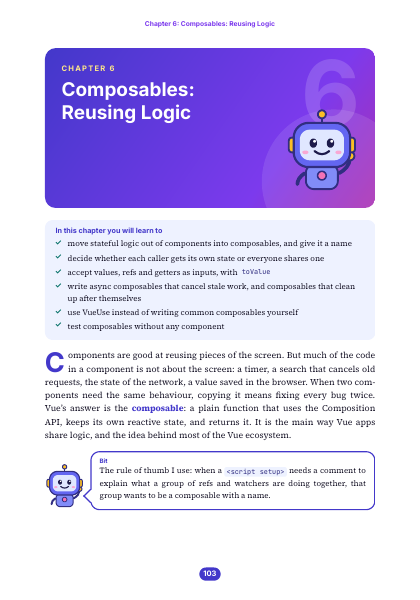 Chapter 6: Composables: Reusing Logic
CHAPTER 6
6
Composables:
Reusing Logic
In this chapter you will learn to
move stateful logic out of components into composables, and give it a name
decide whether each caller gets its own state or everyone shares one
accept values, refs and getters as inputs, with toValue
write async composables that cancel stale work, and composables that clean
up after themselves
use VueUse instead of writing common composables yourself
test composables without any component
Components are good at reusing pieces of the screen. But much of the code
in a component is not about the screen: a timer, a search that cancels old
requests, the state of the network, a value saved in the browser. When two com-
ponents need the same behaviour, copying it means fixing every bug twice.
Vue’s answer is the composable: a plain function that uses the Composition
API, keeps its own reactive state, and returns it. It is the main way Vue apps
share logic, and the idea behind most of the Vue ecosystem.
Bit
The rule of thumb I use: when a <script setup> needs a comment to
explain what a group of refs and watchers are doing together, that
group wants to be a composable with a name.
103